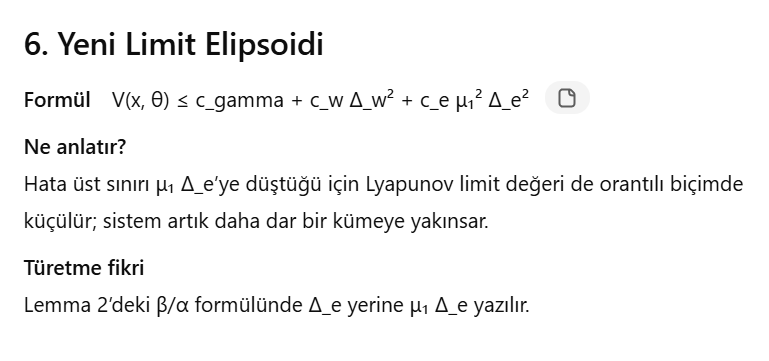 6. Yeni Limit Elipsoidi
Formül V(x, θ) ≤ c_gamma + c_w Δ_w² + c_e μ₁² Δ_e²
Ne anlatır?
Hata üst sınırı μ₁ Δ_e’ye düştüğü için Lyapunov limit değeri de orantılı biçimde
küçülür; sistem artık daha dar bir kümeye yakınsar.
Türetme fikri
Lemma 2’deki β/α formülünde Δ_e yerine μ₁ Δ_e yazılır.